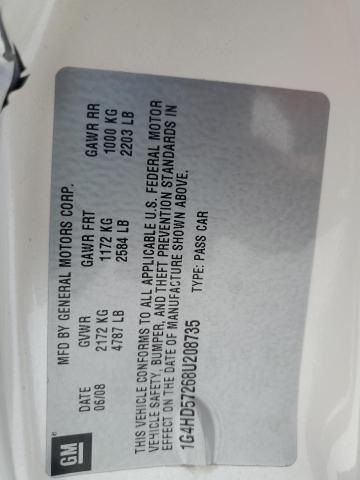 GM
MFD BY GENERAL MOTORS CORP.
DATE GVWR GAWR FRT GAWR RR
06/08 2172 KG 1172 KG 1000 KG
4787 LB 2584 LB 2203 LB
THIS VEHICLE CONFORMS TO ALL APPLICABLE U.S. FEDERAL MOTOR
VEHICLE SAFETY, BUMPER, AND THEFT PREVENTION STANDARDS IN
EFFECT ON THE DATE OF MANUFACTURE SHOWN ABOVE.
1G4HD57268U208735 TYPE: PASS CAR